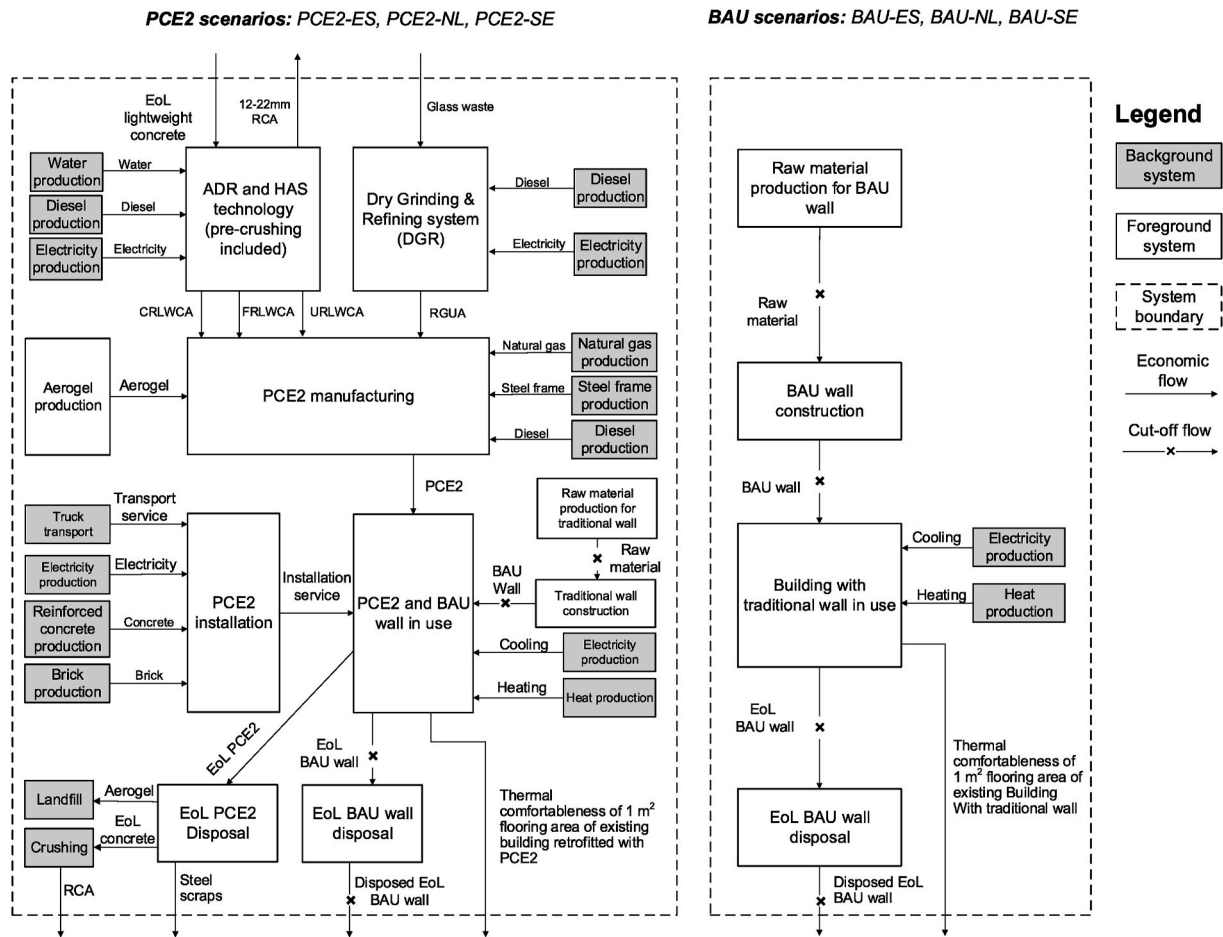 PCE2 scenarios: PCE2-ES, PCE2-NL, PCE2-SE
BAU scenarios: BAU-ES, BAU-NL, BAU-SE
EoL
lightweight
concrete
12-22mm
RCA
Glass waste
Water
production
Water
Diesel
production
Diesel
Electricity
production
Electricity
ADR and HAS
technology
(pre-crushing
included)
Dry Grinding &
Refining system
(DGR)
Diesel
Diesel
production
Electricity
Electricity
production
CRLWCA
FRLWCA
URLWCA
RGUA
Aerogel
production
Aerogel
PCE2 manufacturing
Natural gas
Natural gas
production
Steel frame
Steel frame
production
Diesel
Diesel
production
PCE2
Truck
transport
Transport
service
Electricity
production
Electricity
Reinforced
concrete
production
Concrete
Brick
production
Brick
PCE2
installation
Installation
service
PCE2 and BAU
wall in use
Raw material
production for
traditional wall
Raw
material
BAU
Wall
Traditional wall
construction
Cooling
Electricity
production
Heating
Heat production
EoL PCE2
EoL
BAU wall
Landfill
Aerogel
Crushing
EoL
concrete
EoL PCE2
Disposal
EoL BAU wall
disposal
Thermal
comfortableness of 1 m²
flooring area of existing
building retrofitted with
PCE2
RCA
Steel
scraps
Disposed EoL
BAU wall
Raw material
production for BAU
wall
Raw
material
BAU wall
construction
BAU wall
Building with
traditional wall in use
Cooling
Electricity
production
Heating
Heat
production
EoL
BAU wall
EoL BAU wall
disposal
Thermal
comfortableness of
1 m² flooring area of
existing Building
With traditional wall
Disposed EoL
BAU wall
Legend
Background
system
Foreground
system
System
boundary
Economic
flow
Cut-off flow